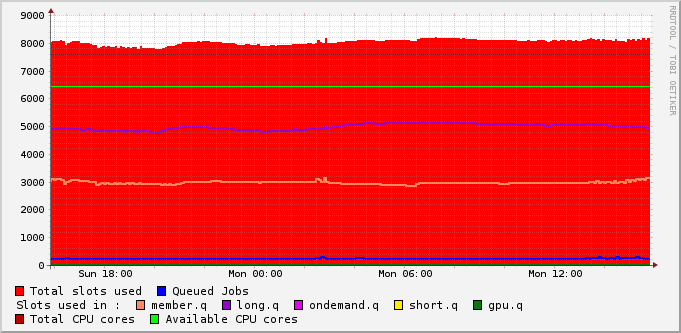 RRDTOOL / TOBI OETIKER
9000
8000
7000
6000
5000
4000
3000
2000
1000
0
Sun 18:00 Mon 00:00 Mon 06:00 Mon 12:00
Total slots used Queued Jobs
Slots used in : member.q long.q ondemand.q short.q gpu.q
Total CPU cores Available CPU cores